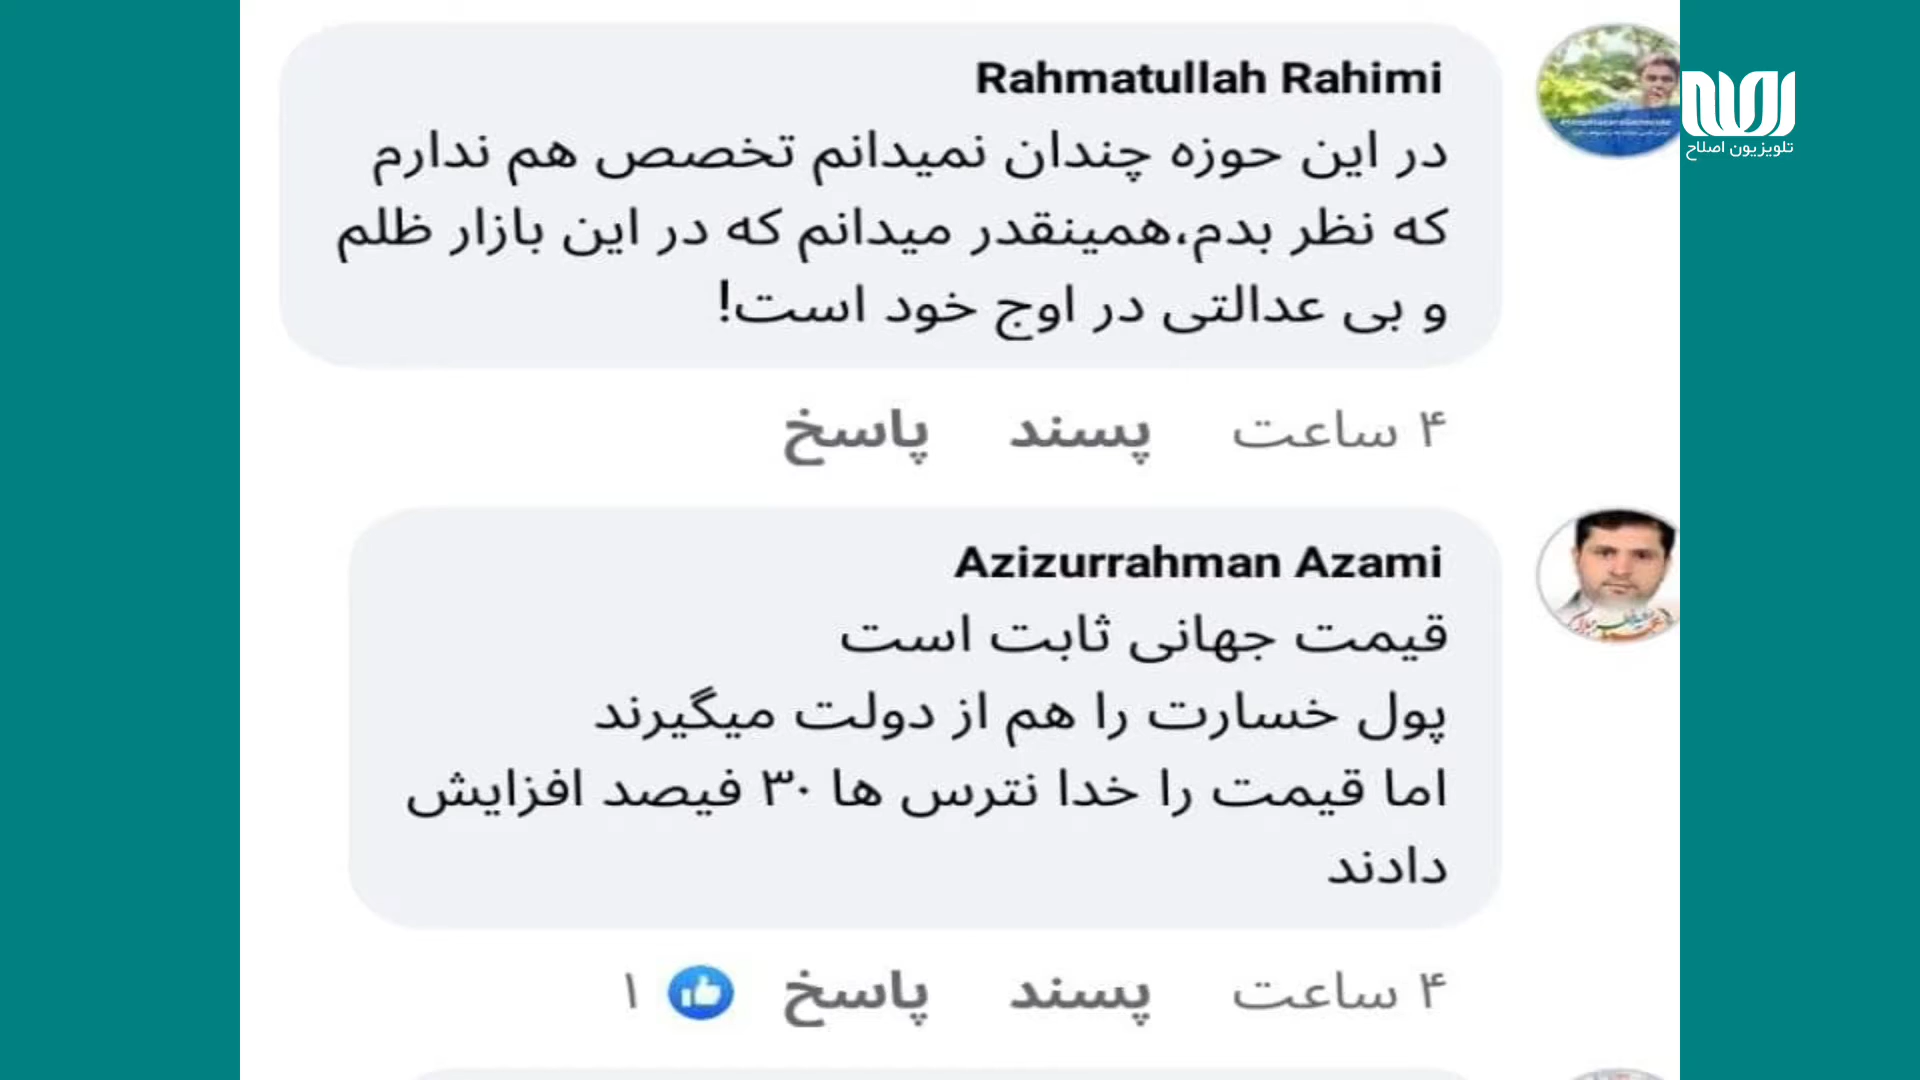 Rahmatullah Rahimi
در این حوزه چندان نمیدانم تخصص هم ندارم
که نظر بدم،همینقدر میدانم که در این بازار ظلم
و بی عدالتی در اوج خود است!
۴ ساعت پسند پاسخ
Azizurrahman Azami
قیمت جهانی ثابت است
پول خسارت را هم از دولت میگیرند
اما قیمت را خدا نترس ها ۳۰ فیصد افزایش
دادند
۴ ساعت پسند پاسخ ۱
تلویزیون اصلاح